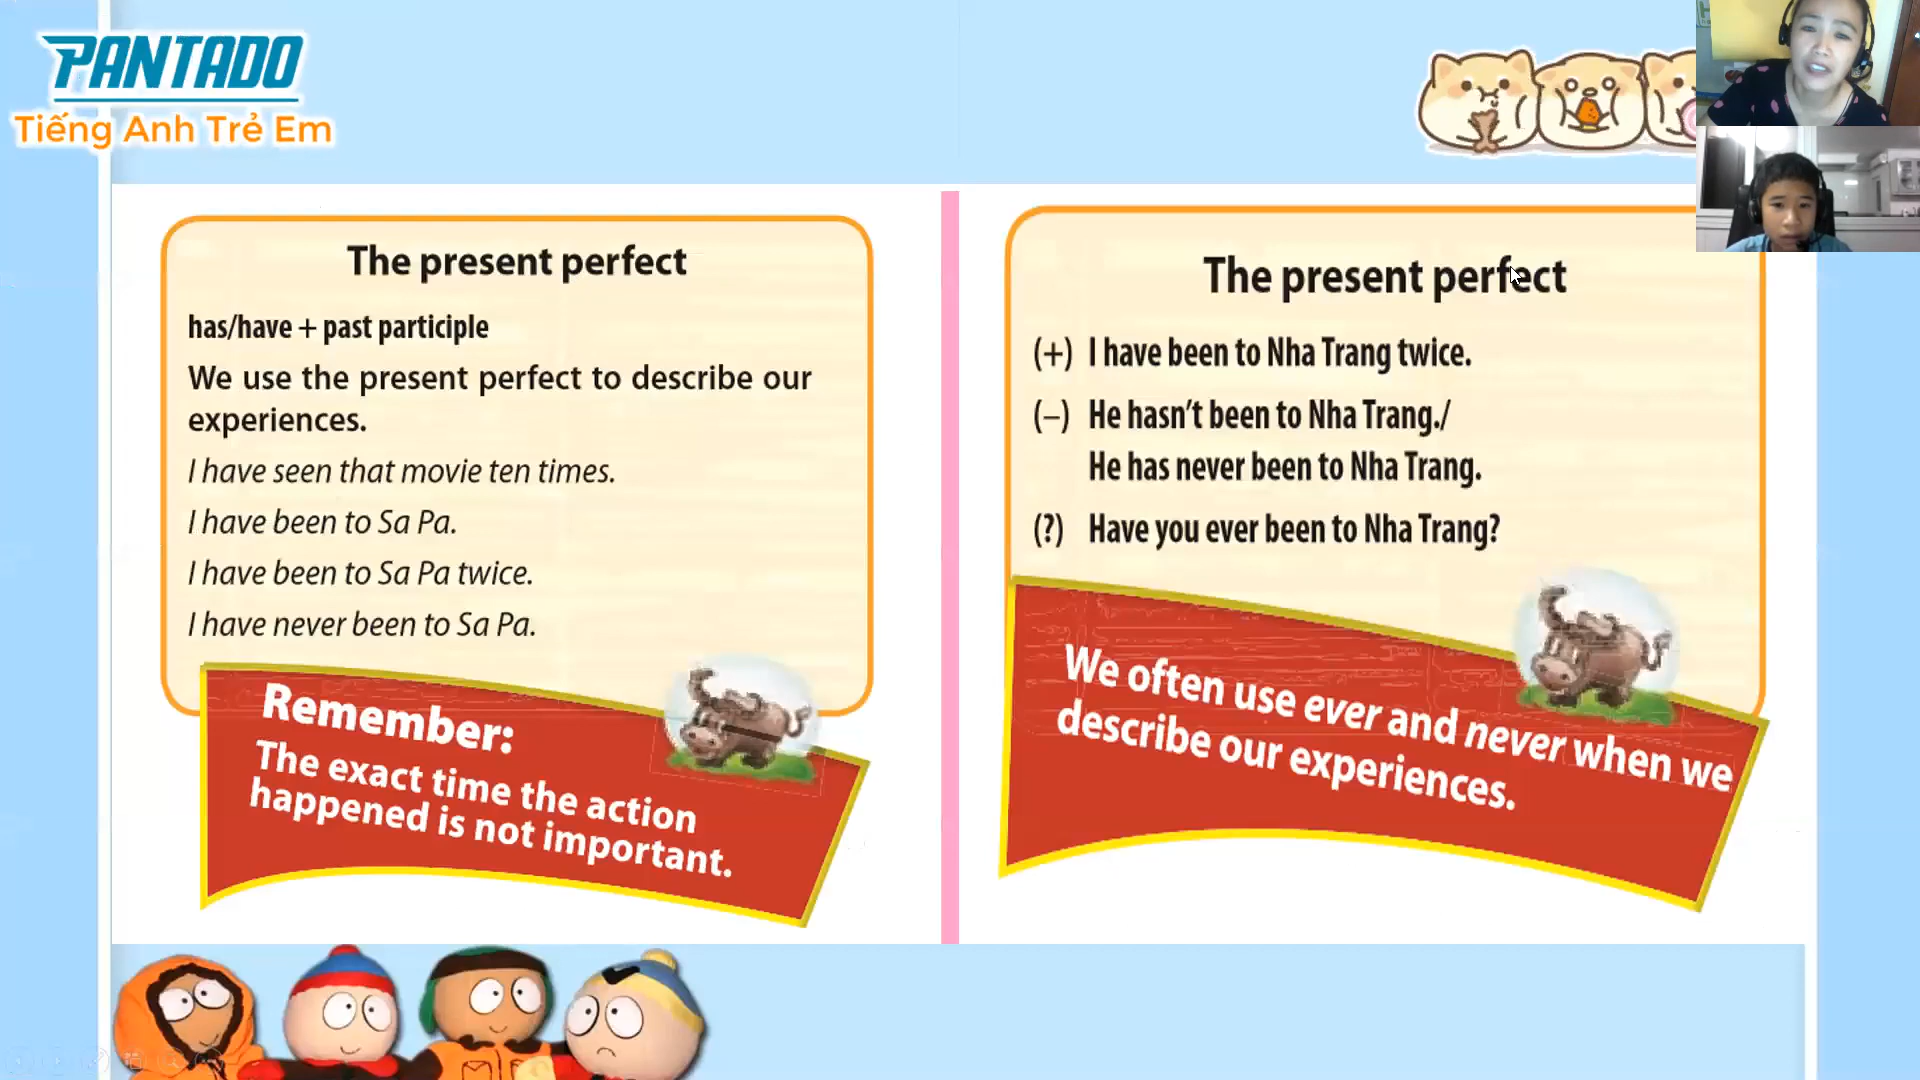 PANTADO
Tiếng Anh Trẻ Em
The present perfect
has/have + past participle
We use the present perfect to describe our
experiences.
I have seen that movie ten times.
I have been to Sa Pa.
I have been to Sa Pa twice.
I have never been to Sa Pa.
Remember:
The exact time the action
happened is not important.
The present perfect
(+) I have been to Nha Trang twice.
(–) He hasn't been to Nha Trang./
He has never been to Nha Trang.
(?) Have you ever been to Nha Trang?
We often use ever and never when we
describe our experiences.